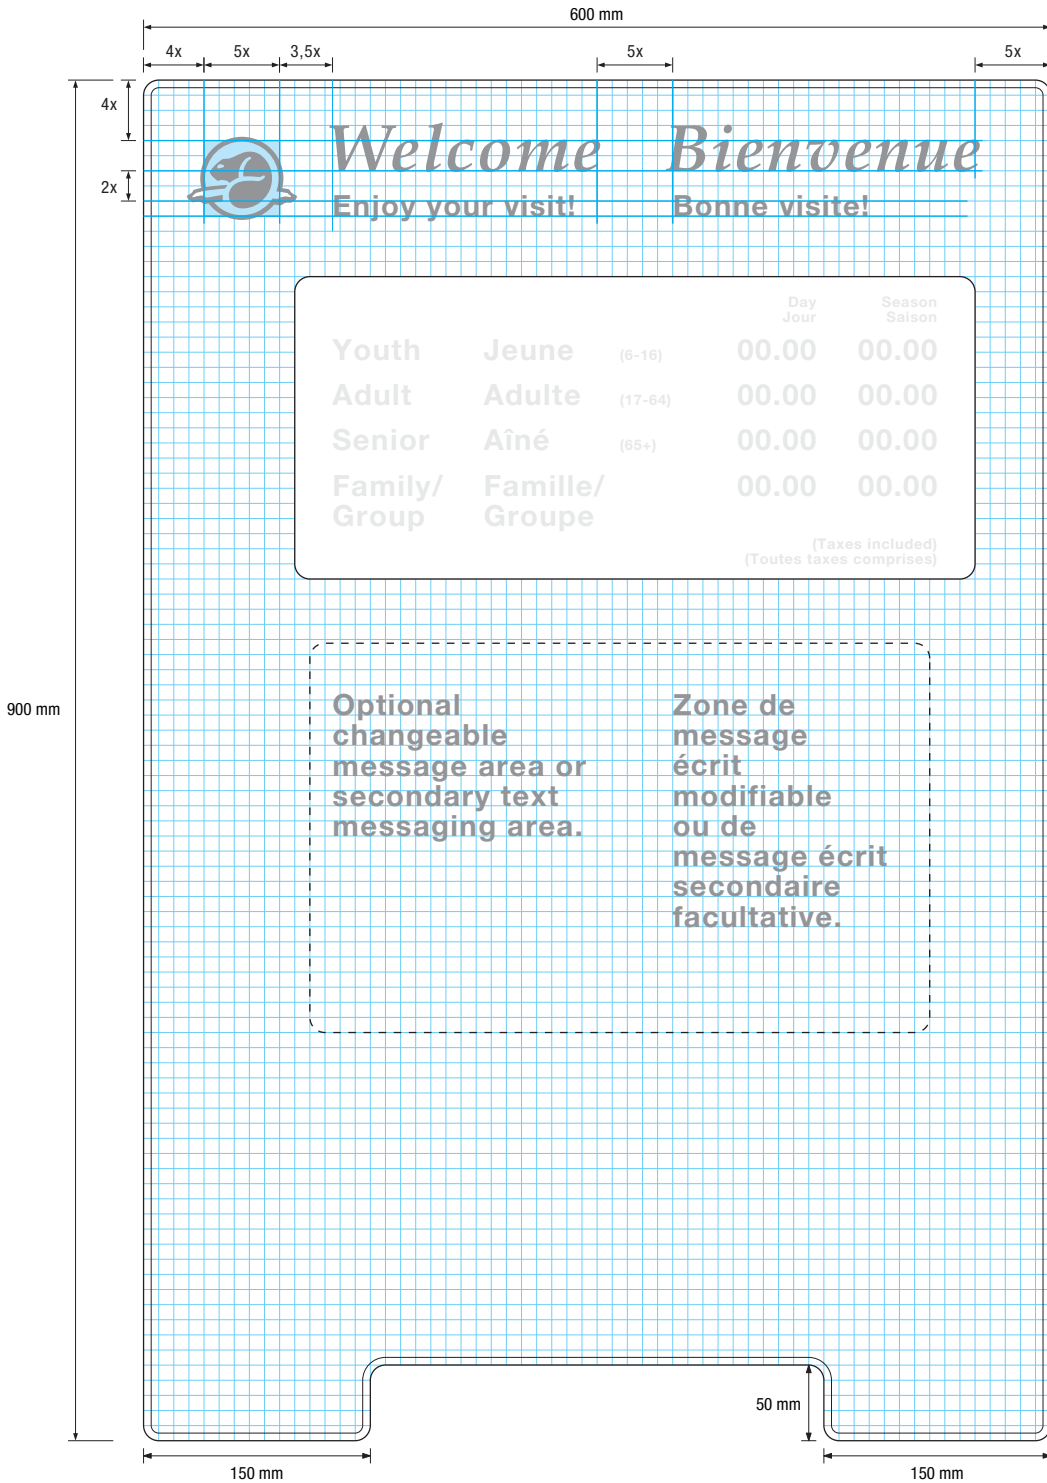 600 mm
4x 5x 3,5x 5x 5x
4x
2x
Welcome Bienvenue
Enjoy your visit! Bonne visite!
Day Season
Jour Saison
Youth Jeune (6-16) 00.00 00.00
Adult Adulte (17-64) 00.00 00.00
Senior Aîné (65+) 00.00 00.00
Family/ Famille/ 00.00 00.00
Group Groupe
(Taxes included)
(Toutes taxes comprises)
900 mm
Optional
changeable
message area or
secondary text
messaging area.
Zone de
message
écrit
modifiable
ou de
message écrit
secondaire
facultative.
50 mm
150 mm 150 mm